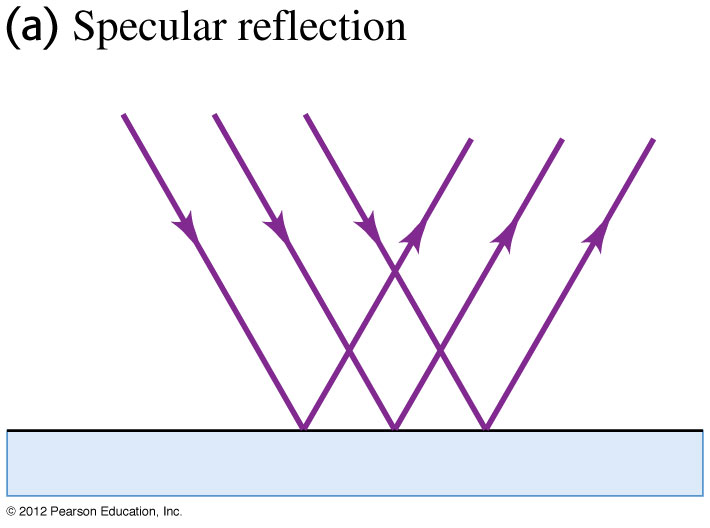 (a) Specular reflection
© 2012 Pearson Education, Inc.